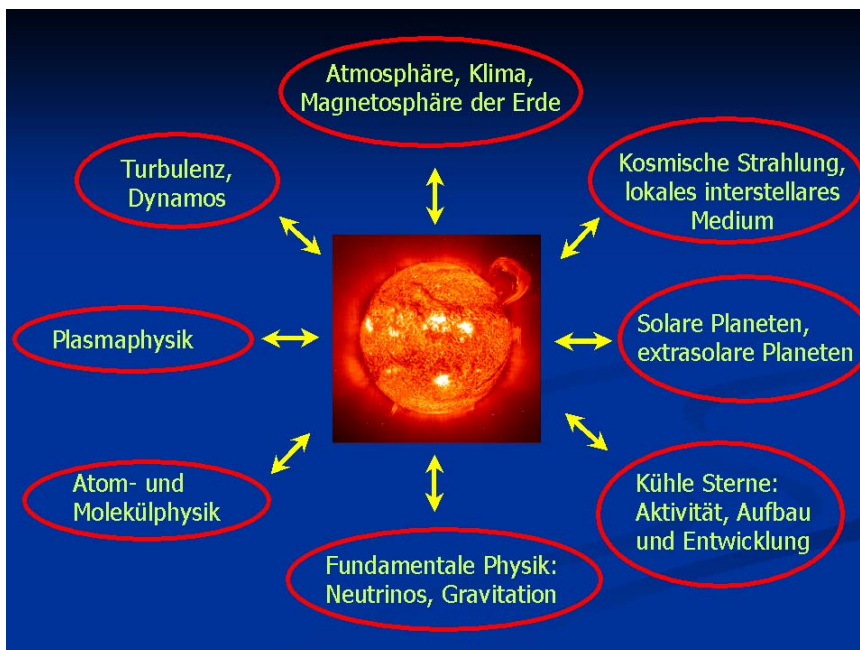 Atmosphäre, Klima,
Magnetosphäre der Erde
Turbulenz,
Dynamos
Kosmische Strahlung,
lokales interstellares
Medium
Plasmaphysik
Solare Planeten,
extrasolare Planeten
Atom- und
Molekülphysik
Kühle Sterne:
Aktivität, Aufbau
und Entwicklung
Fundamentale Physik:
Neutrinos, Gravitation